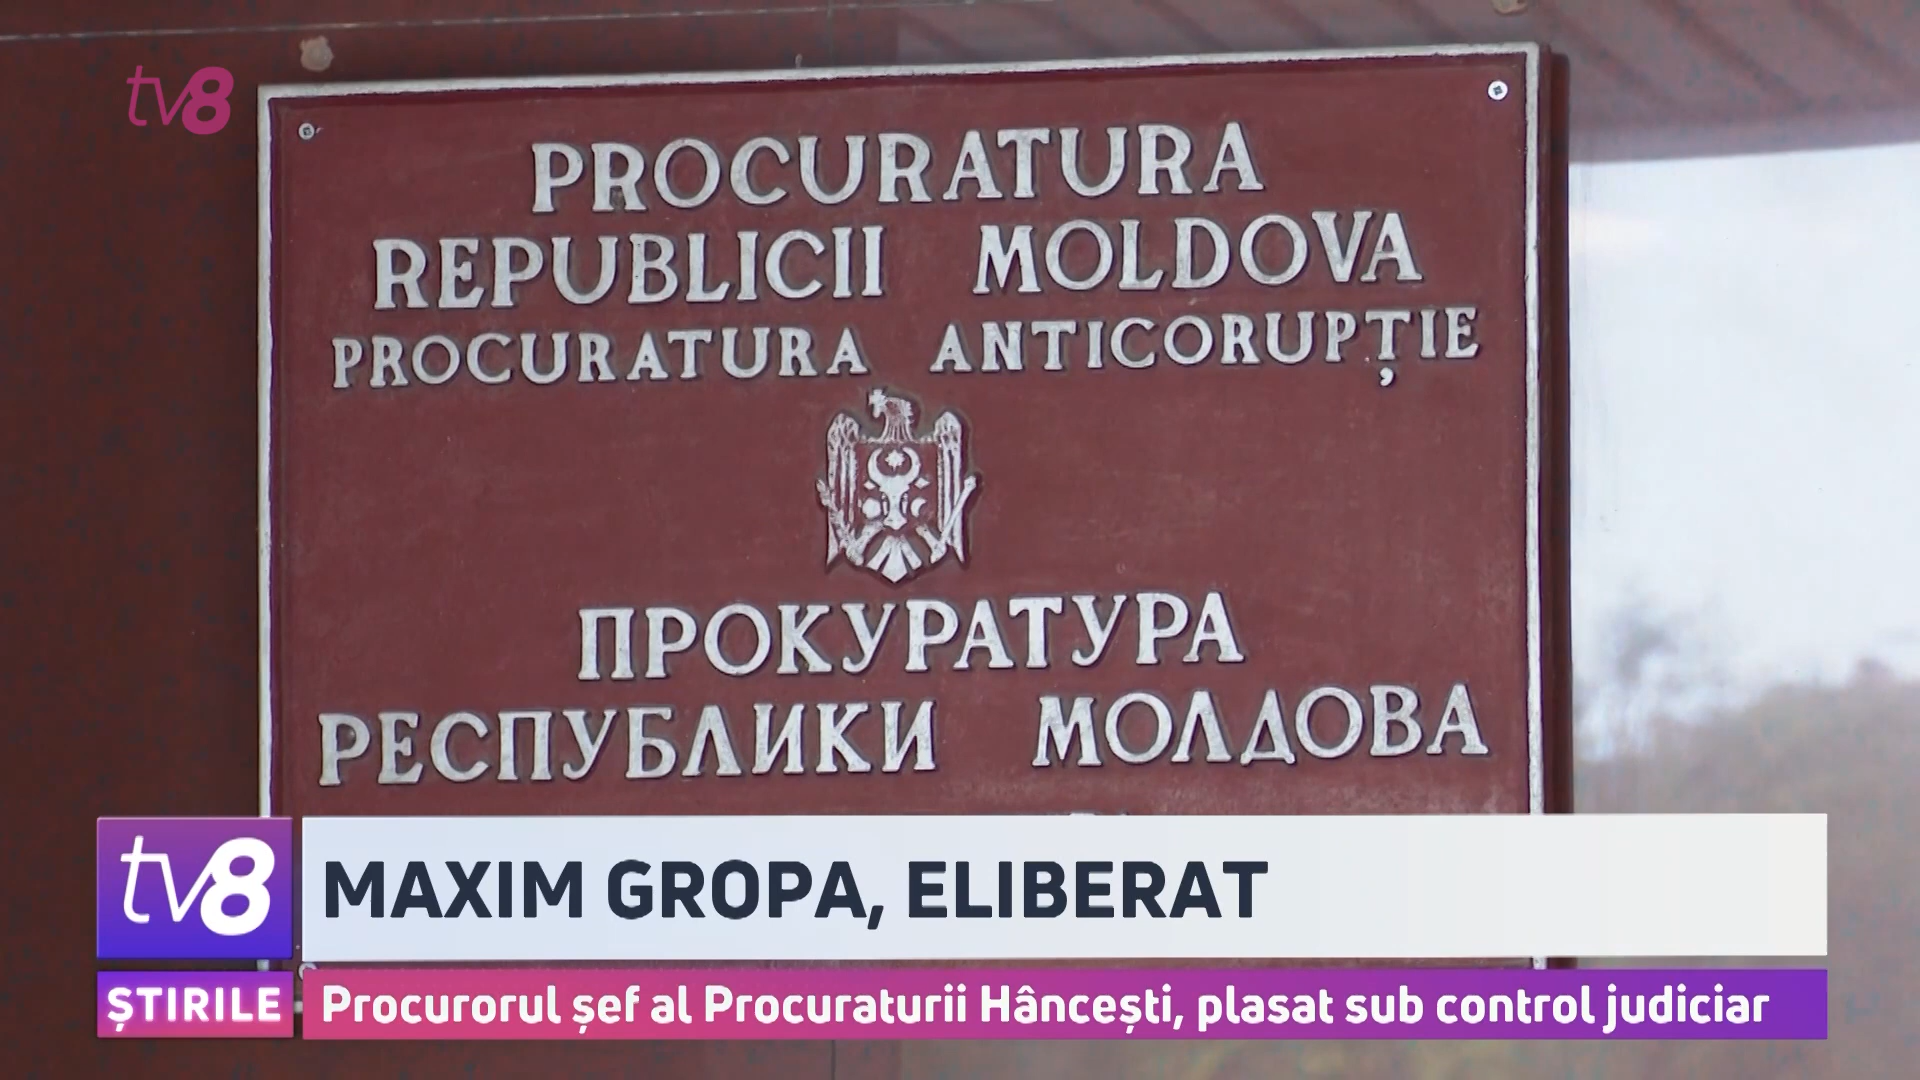 tv8
PROCURATURA
REPUBLICII MOLDOVA
PROCURATURA ANTICORUPȚIE
ПРОКУРАТУРА
РЕСПУБЛИКИ МОЛДОВА
tv8
MAXIM GROPA, ELIBERAT
ȘTIRILE
Procurorul șef al Procuraturii Hâncești, plasat sub control judiciar